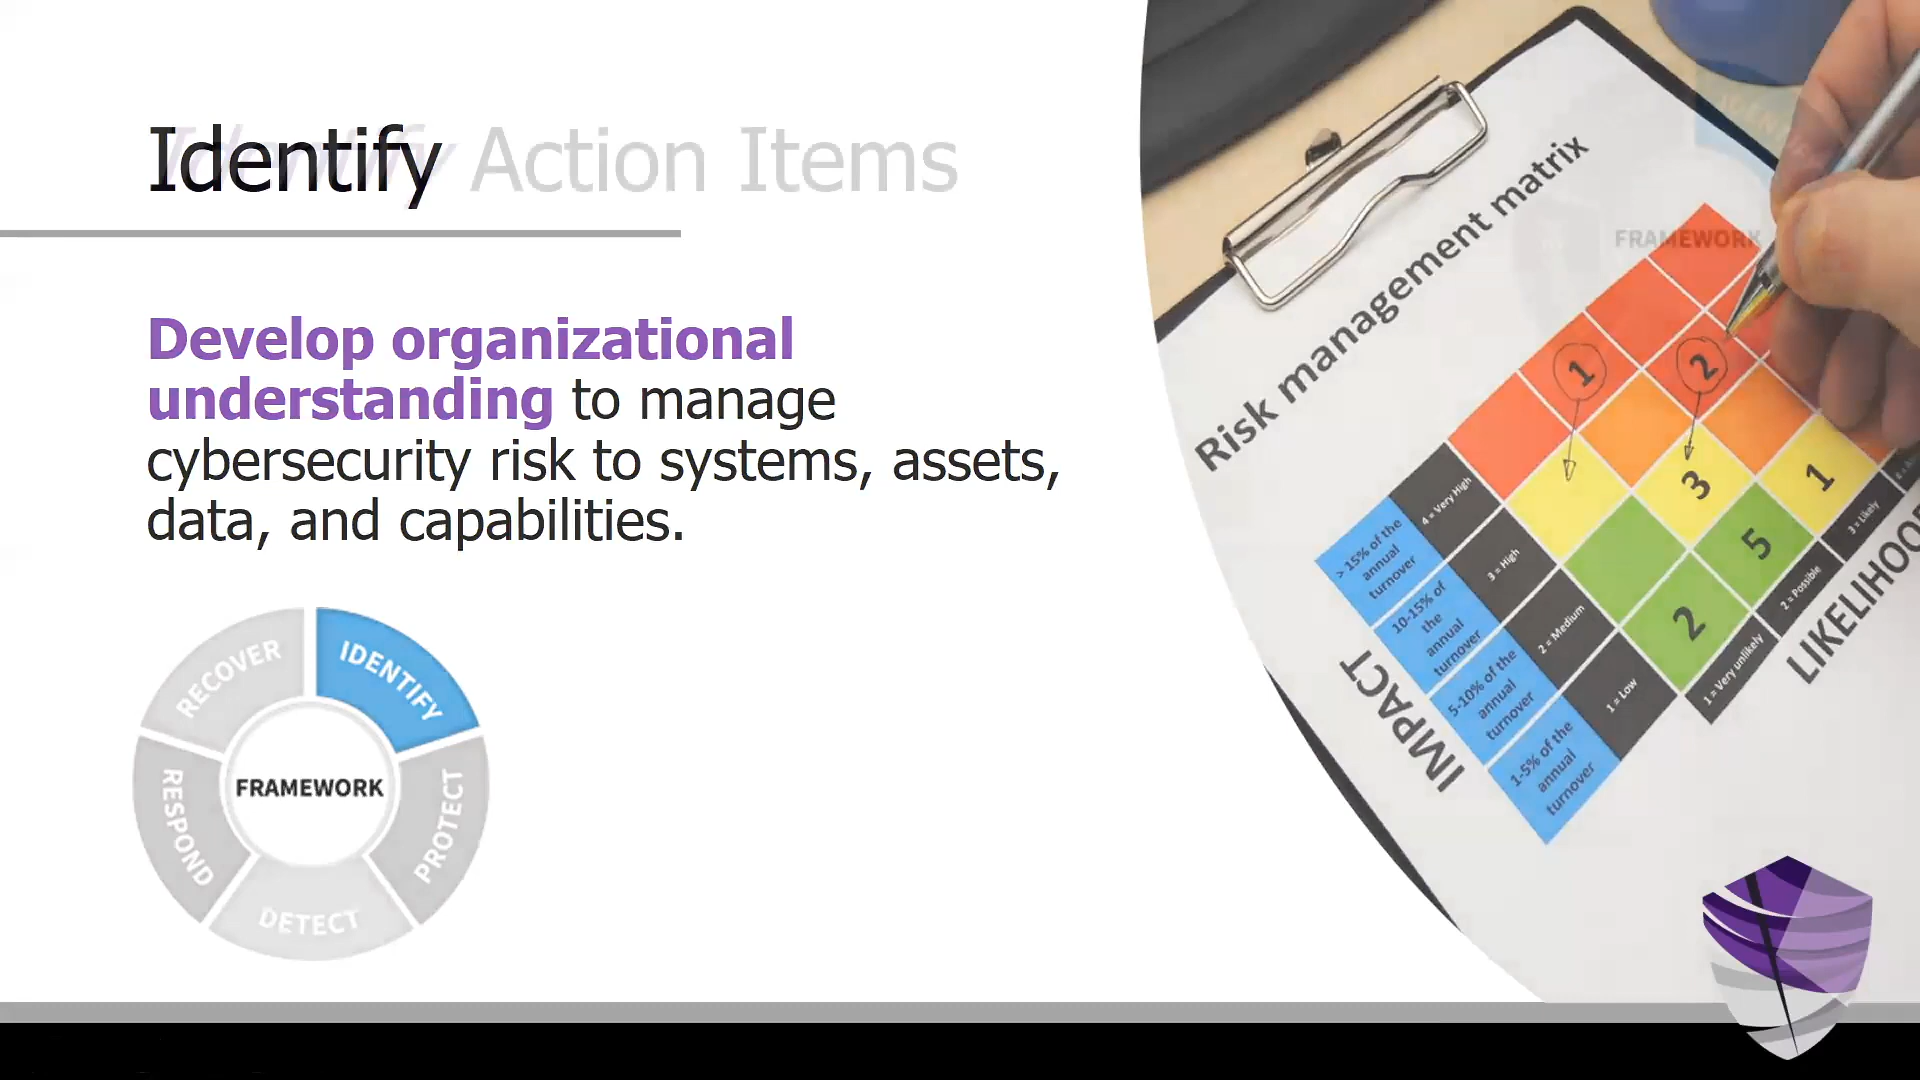 Identify Action Items
Develop organizational
understanding to manage
cybersecurity risk to systems, assets,
data, and capabilities.
RECOVER
IDENTIFY
FRAMEWORK
RESPOND
PROTECT
DETECT
Risk management matrix
FRAMEWORK
1
2
3
1
5
2
4 = Very High
3 = High
2 = Medium
1 = Low
> 15% of the
annual
turnover
10-15% of
the
annual
turnover
5-10% of the
annual
turnover
1-5% of the
annual
turnover
IMPACT
1 = Very unlikely
2 = Possible
3 = Likely